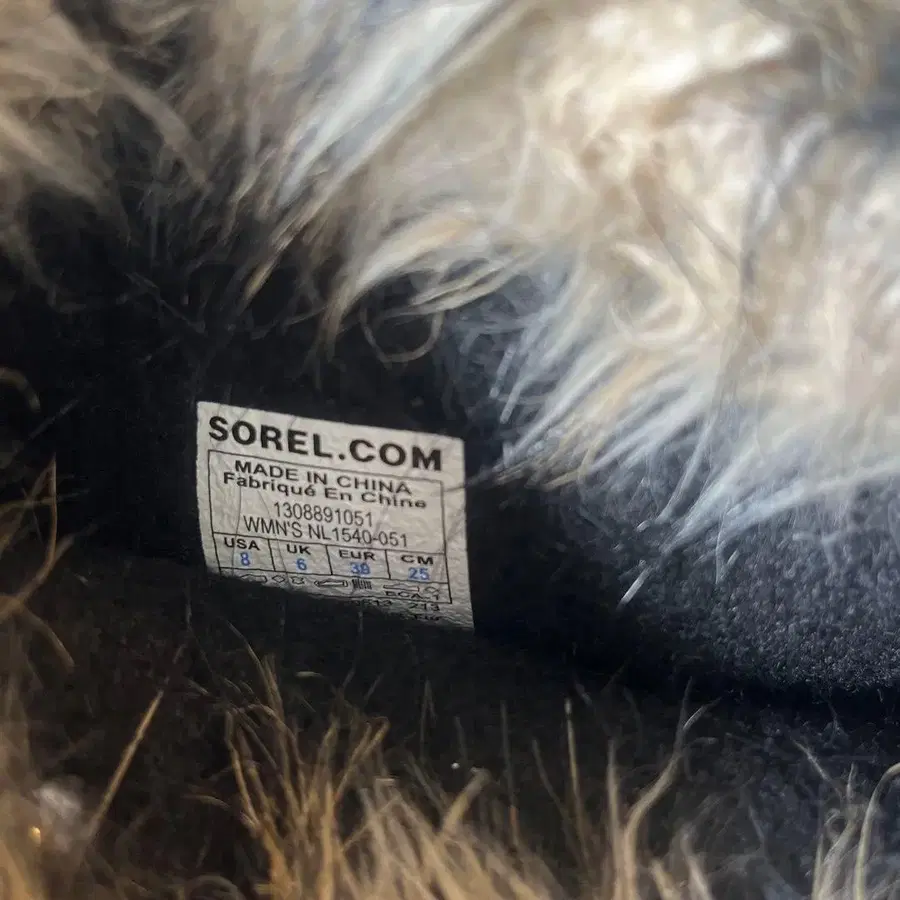 SOREL.COM
MADE IN CHINA
Fabriqué En Chine
1308891051
WMN'S NL1540-051
USA UK EUR CM
8 6 39 25